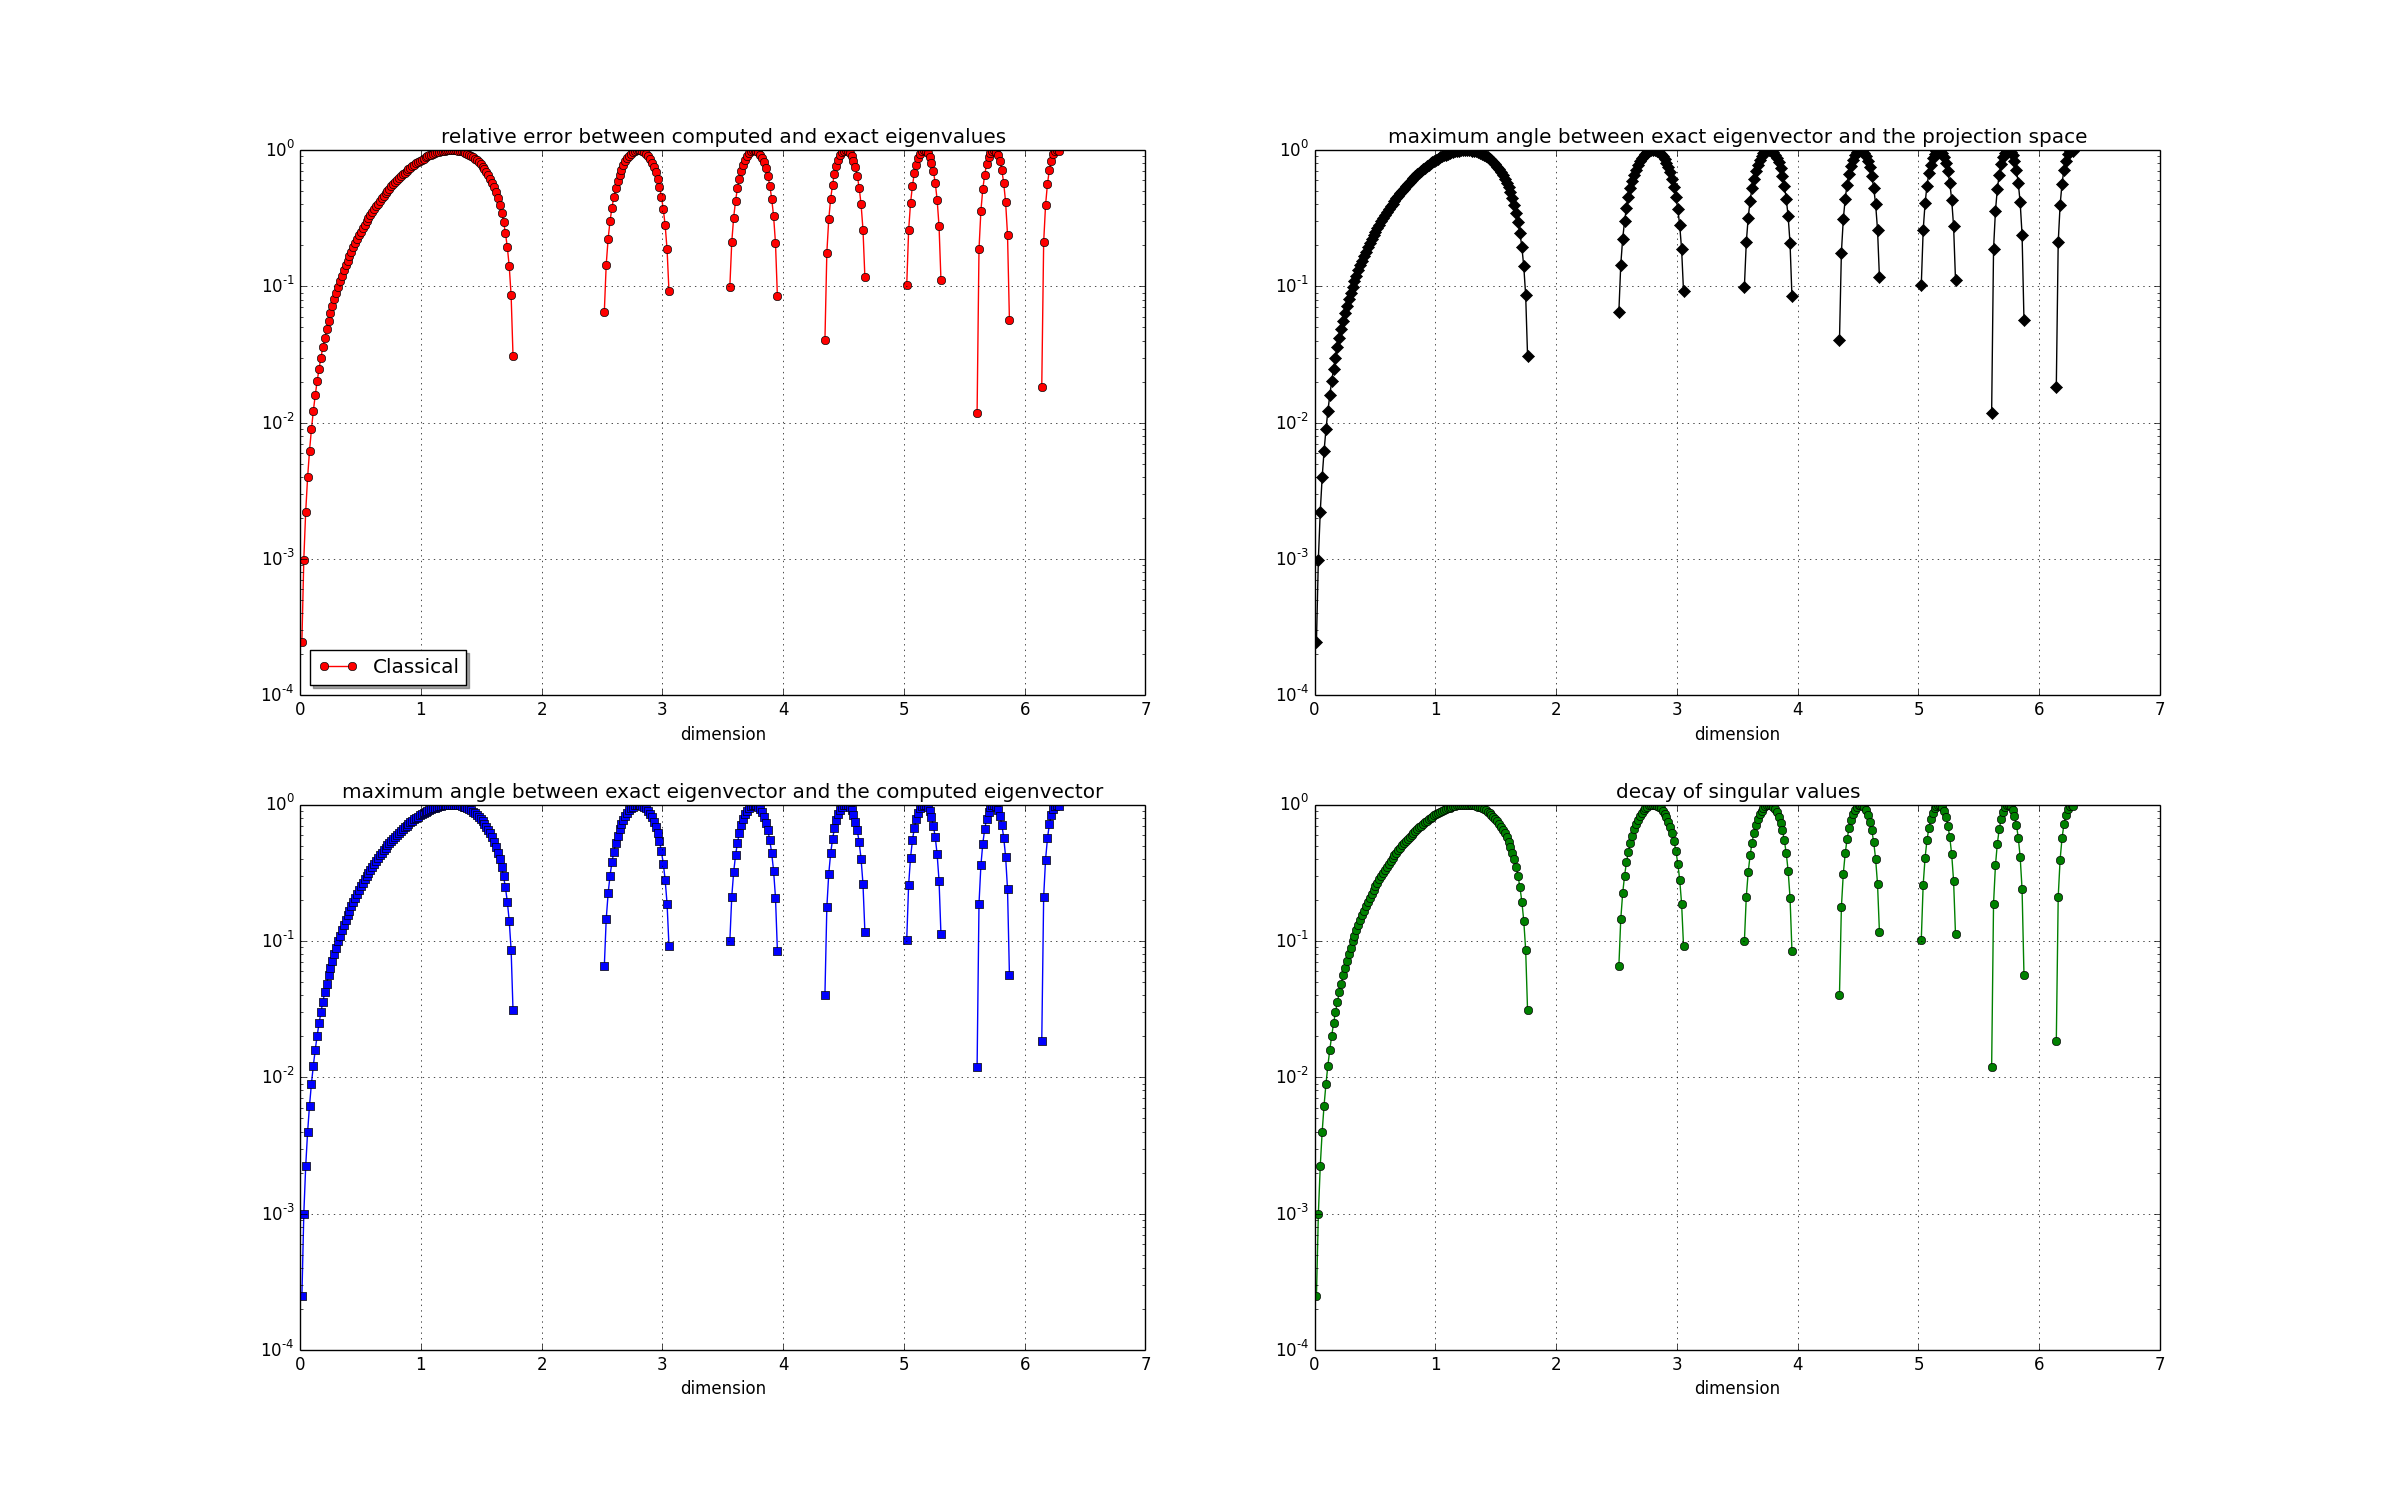 relative error between computed and exact eigenvalues
10^0
10^-1
10^-2
10^-3
10^-4
Classical
0 1 2 3 4 5 6 7
dimension
maximum angle between exact eigenvector and the projection space
10^0
10^-1
10^-2
10^-3
10^-4
0 1 2 3 4 5 6 7
dimension
maximum angle between exact eigenvector and the computed eigenvector
10^0
10^-1
10^-2
10^-3
10^-4
0 1 2 3 4 5 6 7
dimension
decay of singular values
10^0
10^-1
10^-2
10^-3
10^-4
0 1 2 3 4 5 6 7
dimension